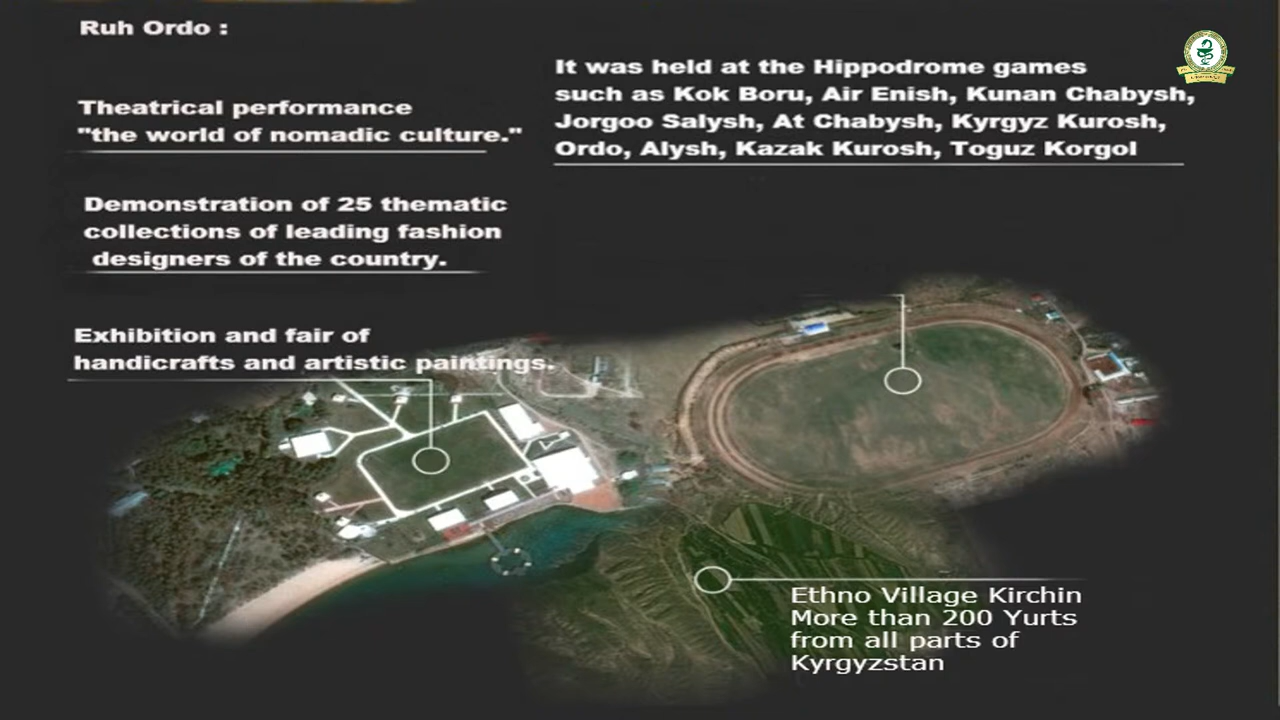 Ruh Ordo :
Theatrical performance
"the world of nomadic culture."
Demonstration of 25 thematic
collections of leading fashion
designers of the country.
Exhibition and fair of
handicrafts and artistic paintings.
It was held at the Hippodrome games
such as Kok Boru, Air Enish, Kunan Chabysh,
Jorgoo Salysh, At Chabysh, Kyrgyz Kurosh,
Ordo, Alysh, Kazak Kurosh, Toguz Korgol
Ethno Village Kirchin
More than 200 Yurts
from all parts of
Kyrgyzstan